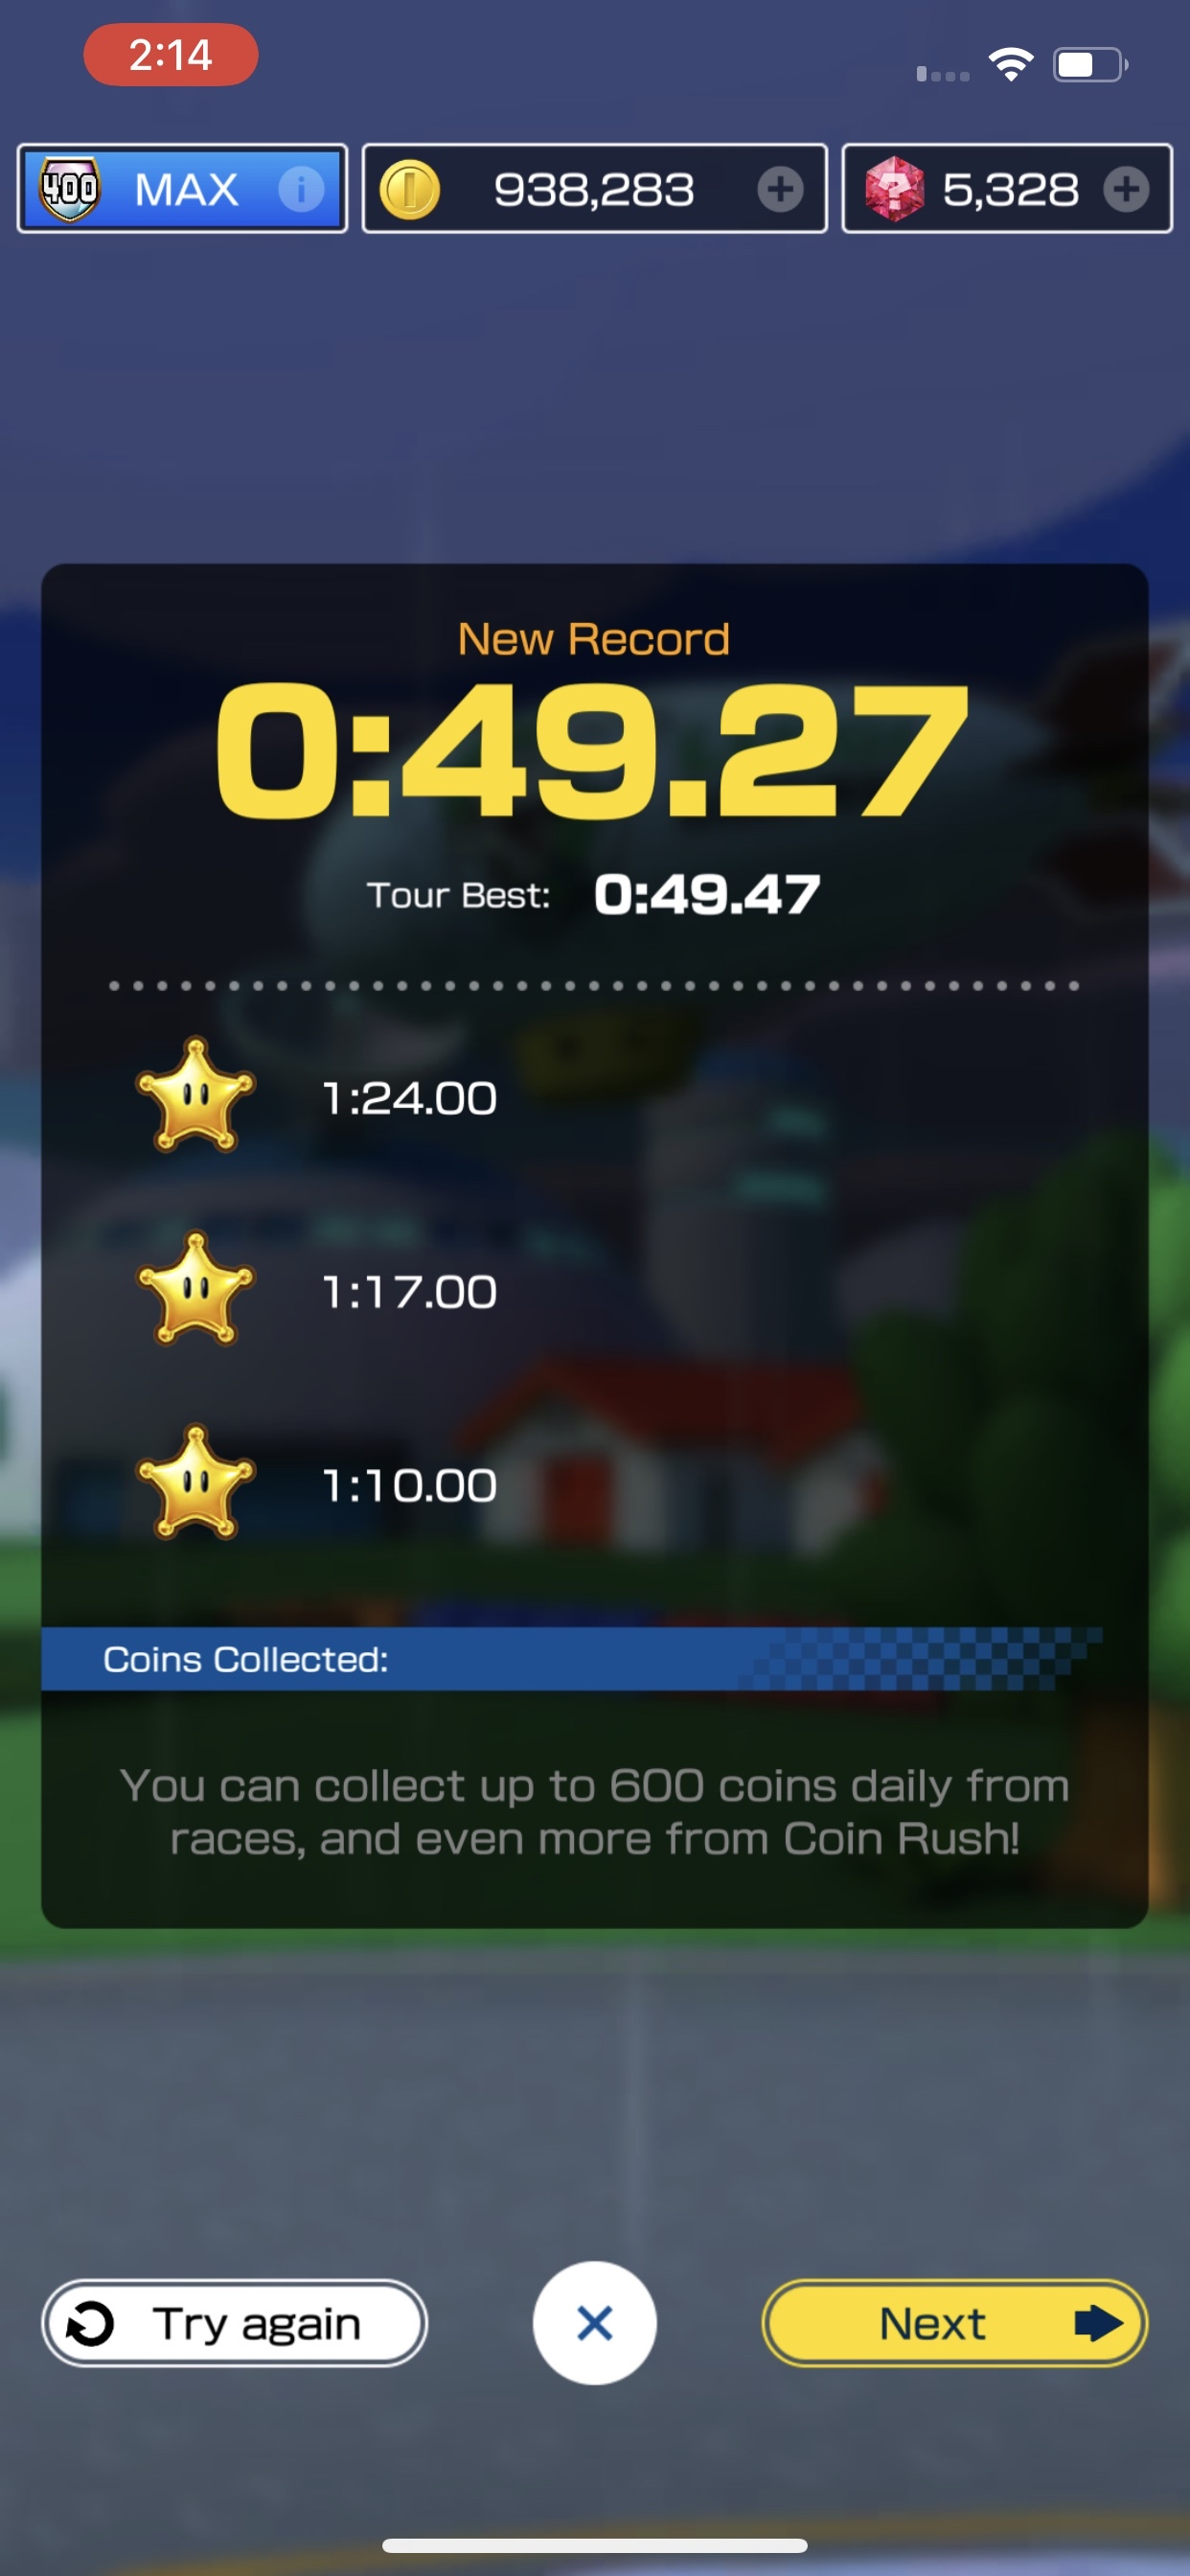 2:14
400 MAX i 938,283 + 5,328 +
New Record
0:49.27
Tour Best: 0:49.47
1:24.00
1:17.00
1:10.00
Coins Collected:
You can collect up to 600 coins daily from
races, and even more from Coin Rush!
Try again × Next